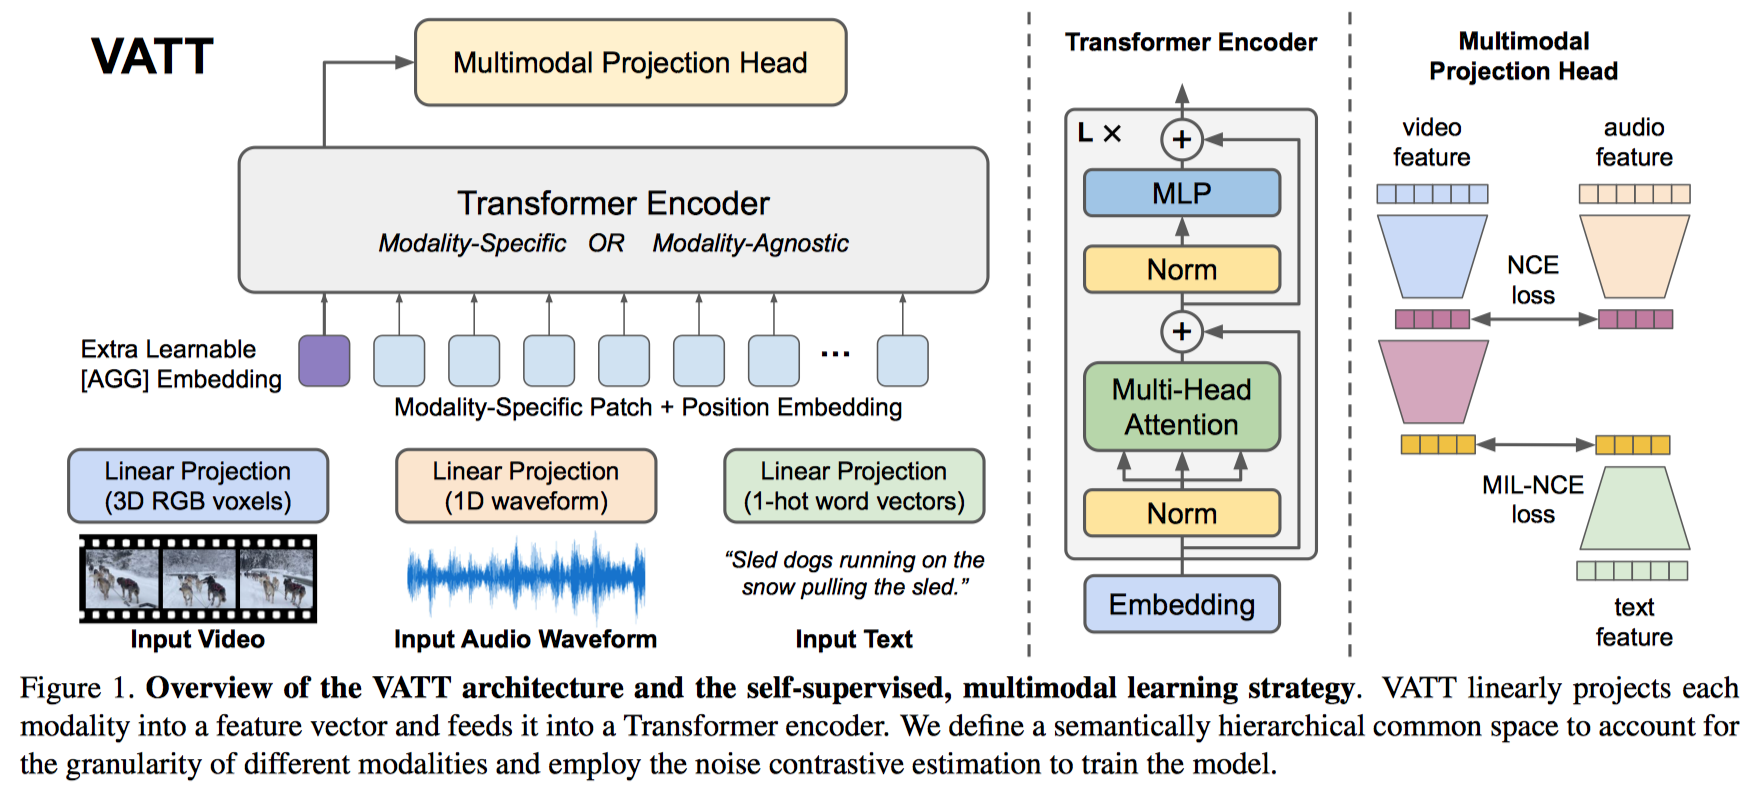 VATT
Multimodal Projection Head
Transformer Encoder
Modality-Specific OR Modality-Agnostic
Extra Learnable
[AGG] Embedding
...
Modality-Specific Patch + Position Embedding
Linear Projection
(3D RGB voxels)
Linear Projection
(1D waveform)
Linear Projection
(1-hot word vectors)
“Sled dogs running on the
snow pulling the sled.”
Input Video
Input Audio Waveform
Input Text
Transformer Encoder
L ×
+
MLP
Norm
+
Multi-Head
Attention
Norm
Embedding
Multimodal
Projection Head
video
feature
audio
feature
NCE
loss
MIL-NCE
loss
text
feature
Figure 1. Overview of the VATT architecture and the self-supervised, multimodal learning strategy. VATT linearly projects each
modality into a feature vector and feeds it into a Transformer encoder. We define a semantically hierarchical common space to account for
the granularity of different modalities and employ the noise contrastive estimation to train the model.